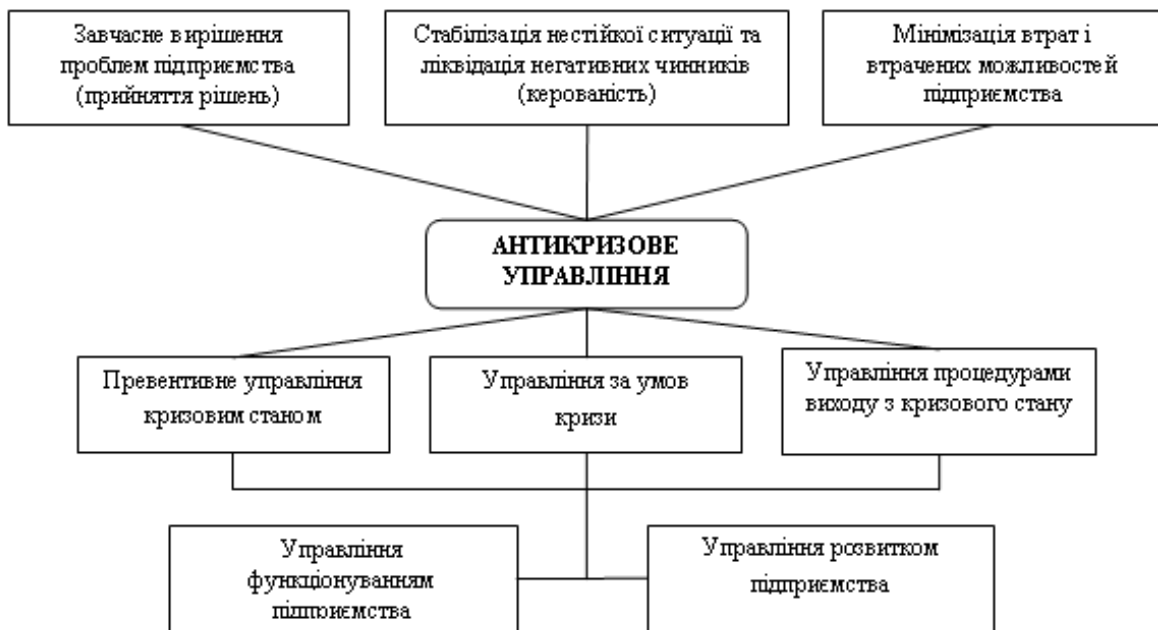 Завчасне вирішення
проблем підприємства
(прийняття рішень)
Стабілізація нестійкої ситуації та
ліквідація негативних чинників
(керованість)
Мінімізація втрат і
втрачених можливостей
підприємства
АНТИКРИЗОВЕ
УПРАВЛІННЯ
Превентивне управління
кризовим станом
Управління за умов
кризи
Управління процедурами
виходу з кризового стану
Управління
функціонуванням
підприємства
Управління розвитком
підприємства